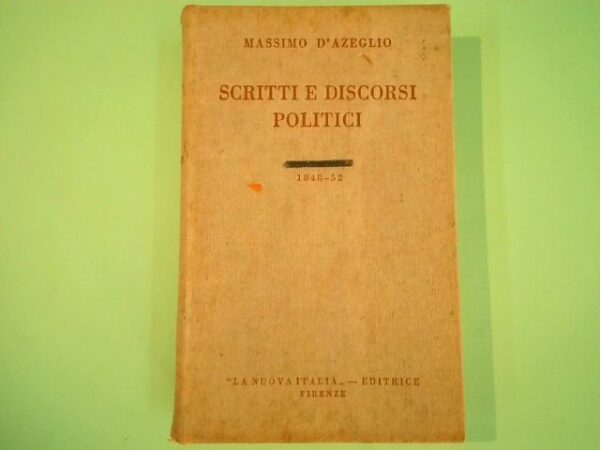 MASSIMO D'AZEGLIO
SCRITTI E DISCORSI
POLITICI
1848-52
"LA NUOVA ITALIA„ — EDITRICE
FIRENZE